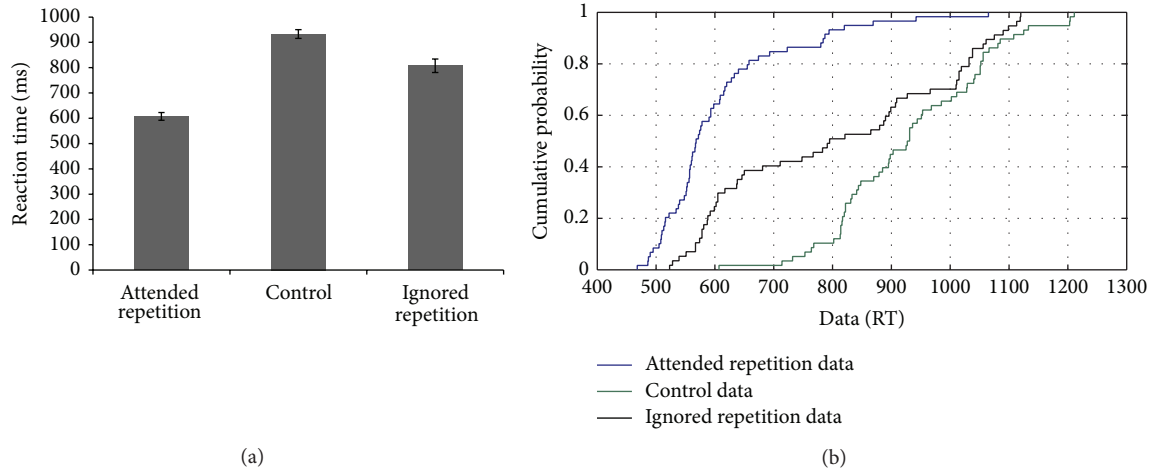 1000
900
800
700
600
500
400
300
200
100
0
Reaction time (ms)
Attended
repetition
Control
Ignored
repetition
(a)
1
0.8
0.6
0.4
0.2
0
Cumulative probability
400 500 600 700 800 900 1000 1100 1200 1300
Data (RT)
Attended repetition data
Control data
Ignored repetition data
(b)